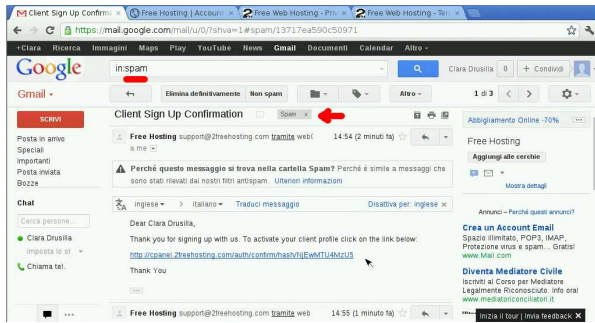 Client Sign Up Confirma × Free Hosting | Account × 2 Free Web Hosting - Priv × 2 Free Web Hosting - Tern ×
https://mail.google.com/mail/u/0/?shva=1#spam/13717ea590c50971
+Clara Ricerca Immagini Maps Play YouTube News Gmail Documenti Calendar Altro
Google in:spam Clara Drusilla 0 + Condividi
Gmail Elimina definitivamente Non spam Altro 1 di 3
SCRIVI
Posta in arrivo
Speciali
Importanti
Posta inviata
Bozze
Chat
Cerca persone...
Clara Drusilla
Imposta lo st
Chiama tel.
Client Sign Up Confirmation Spam x
Free Hosting support@2freehosting.com tramite web( 14:54 (2 minuti fa)
a me
Perché questo messaggio si trova nella cartella Spam? Perché è simile a messaggi che
sono stati rilevati dai nostri filtri antispam. Ulteriori informazioni
inglese > italiano Traduci messaggio Disattiva per: inglese ×
Dear Clara Drusilla,
Thank you for signing up with us. To activate your client profile click on the link below:
http://cpanel.2freehosting.com/auth/confirm/hash/NjEwMTU4MzU5
Thank You
Free Hosting support@2freehosting.com tramite web 14:55 (1 minuto fa)
Abbigliamento Online -70%
Free Hosting
Aggiungi alle cerchie
Mostra dettagli
Annunci – Perché questi annunci?
Crea un Account Email
Spazio illimitato, POP3, IMAP,
Protezione virus e spam... Gratis!
www.Mail.com
Diventa Mediatore Civile
Iscriviti al Corso per Mediatore
Legalmente Riconosciuto. Info ora!
www.mediatoriconciliatori.it
Inizia il tour | Invia feedback ×